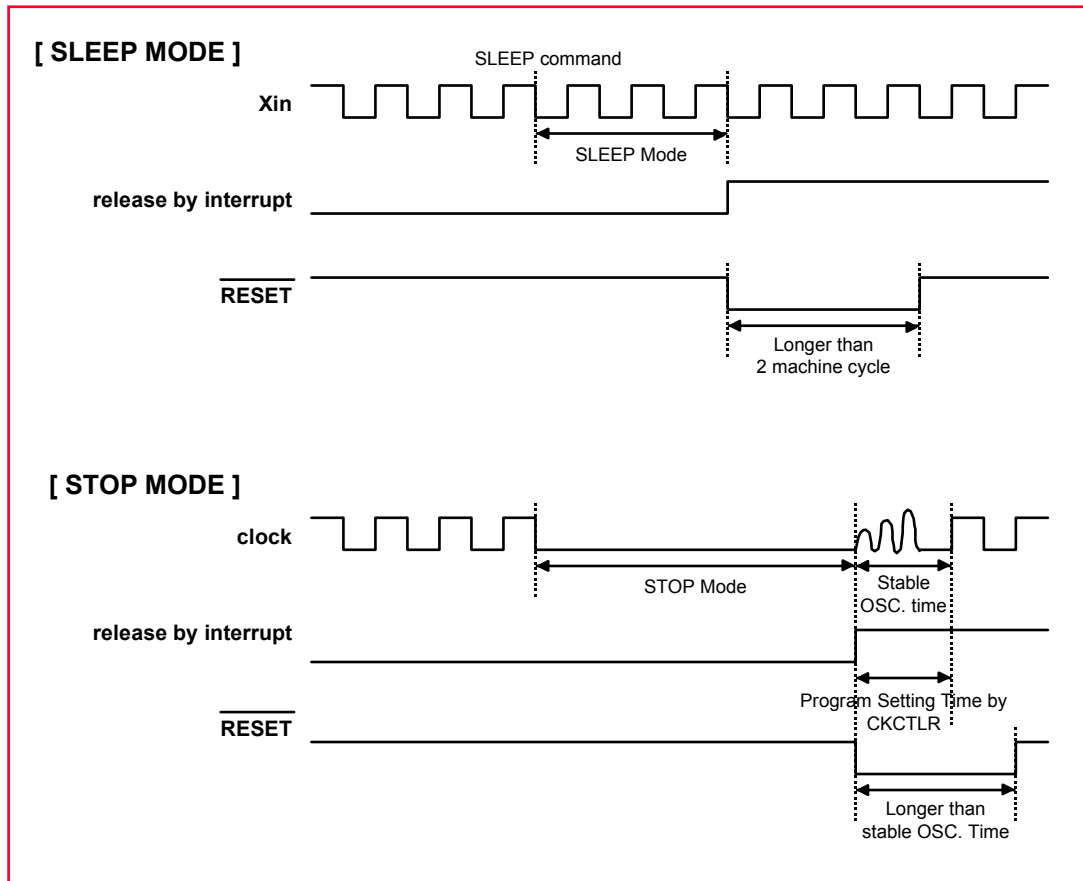 [ SLEEP MODE ]
SLEEP command
Xin
SLEEP Mode
release by interrupt
RESET
Longer than
2 machine cycle
[ STOP MODE ]
clock
STOP Mode
Stable
OSC. time
release by interrupt
Program Setting Time by
CKCTLR
RESET
Longer than
stable OSC. Time